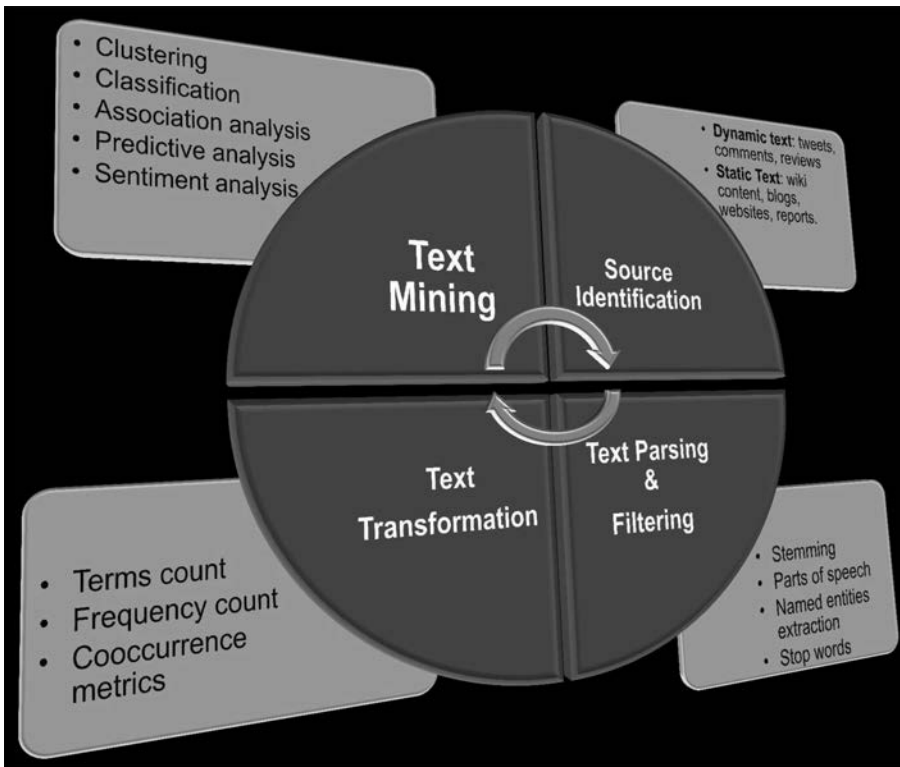 • Clustering
• Classification
• Association analysis
• Predictive analysis
• Sentiment analysis
• Dynamic text: tweets,
comments, reviews
• Static Text: wiki
content, blogs,
websites, reports.
Text
Mining
Source
Identification
Text
Transformation
Text Parsing
&
Filtering
• Terms count
• Frequency count
• Cooccurrence
metrics
• Stemming
• Parts of speech
• Named entities
extraction
• Stop words